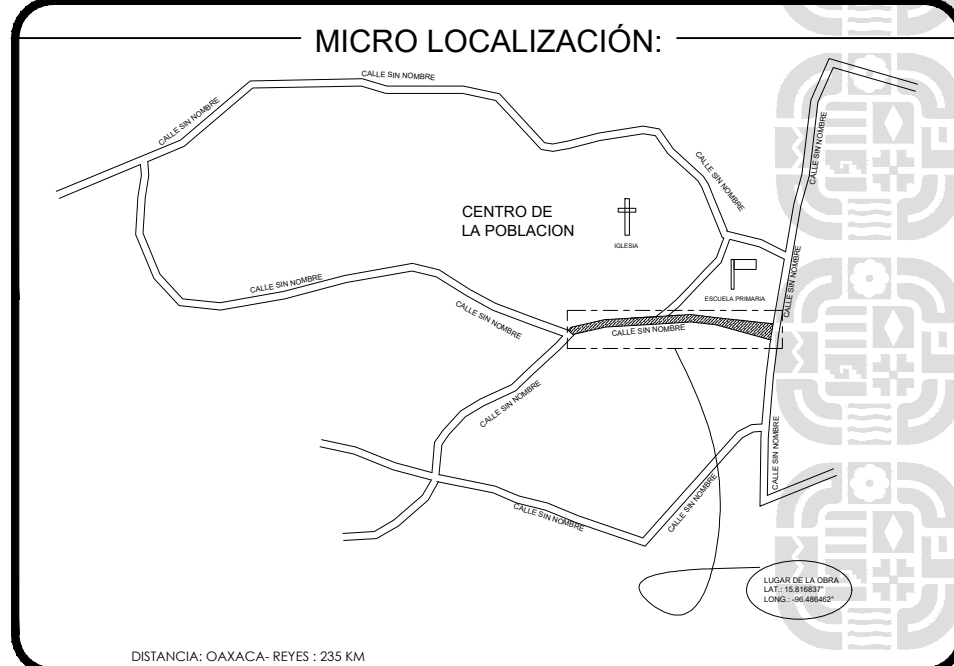 MICRO LOCALIZACIÓN:
CALLE SIN NOMBRE
CALLE SIN NOMBRE
CALLE SIN NOMBRE
CALLE SIN NOMBRE
CENTRO DE
LA POBLACION
IGLESIA
CALLE SIN NOMBRE
CALLE SIN NOMBRE
ESCUELA PRIMARIA
CALLE SIN NOMBRE
CALLE SIN NOMBRE
CALLE SIN NOMBRE
CALLE SIN NOMBRE
CALLE SIN NOMBRE
CALLE SIN NOMBRE
CALLE SIN NOMBRE
LUGAR DE LA OBRA
LAT.: 15.816837°
LONG.: -96.486462°
DISTANCIA: OAXACA- REYES : 235 KM